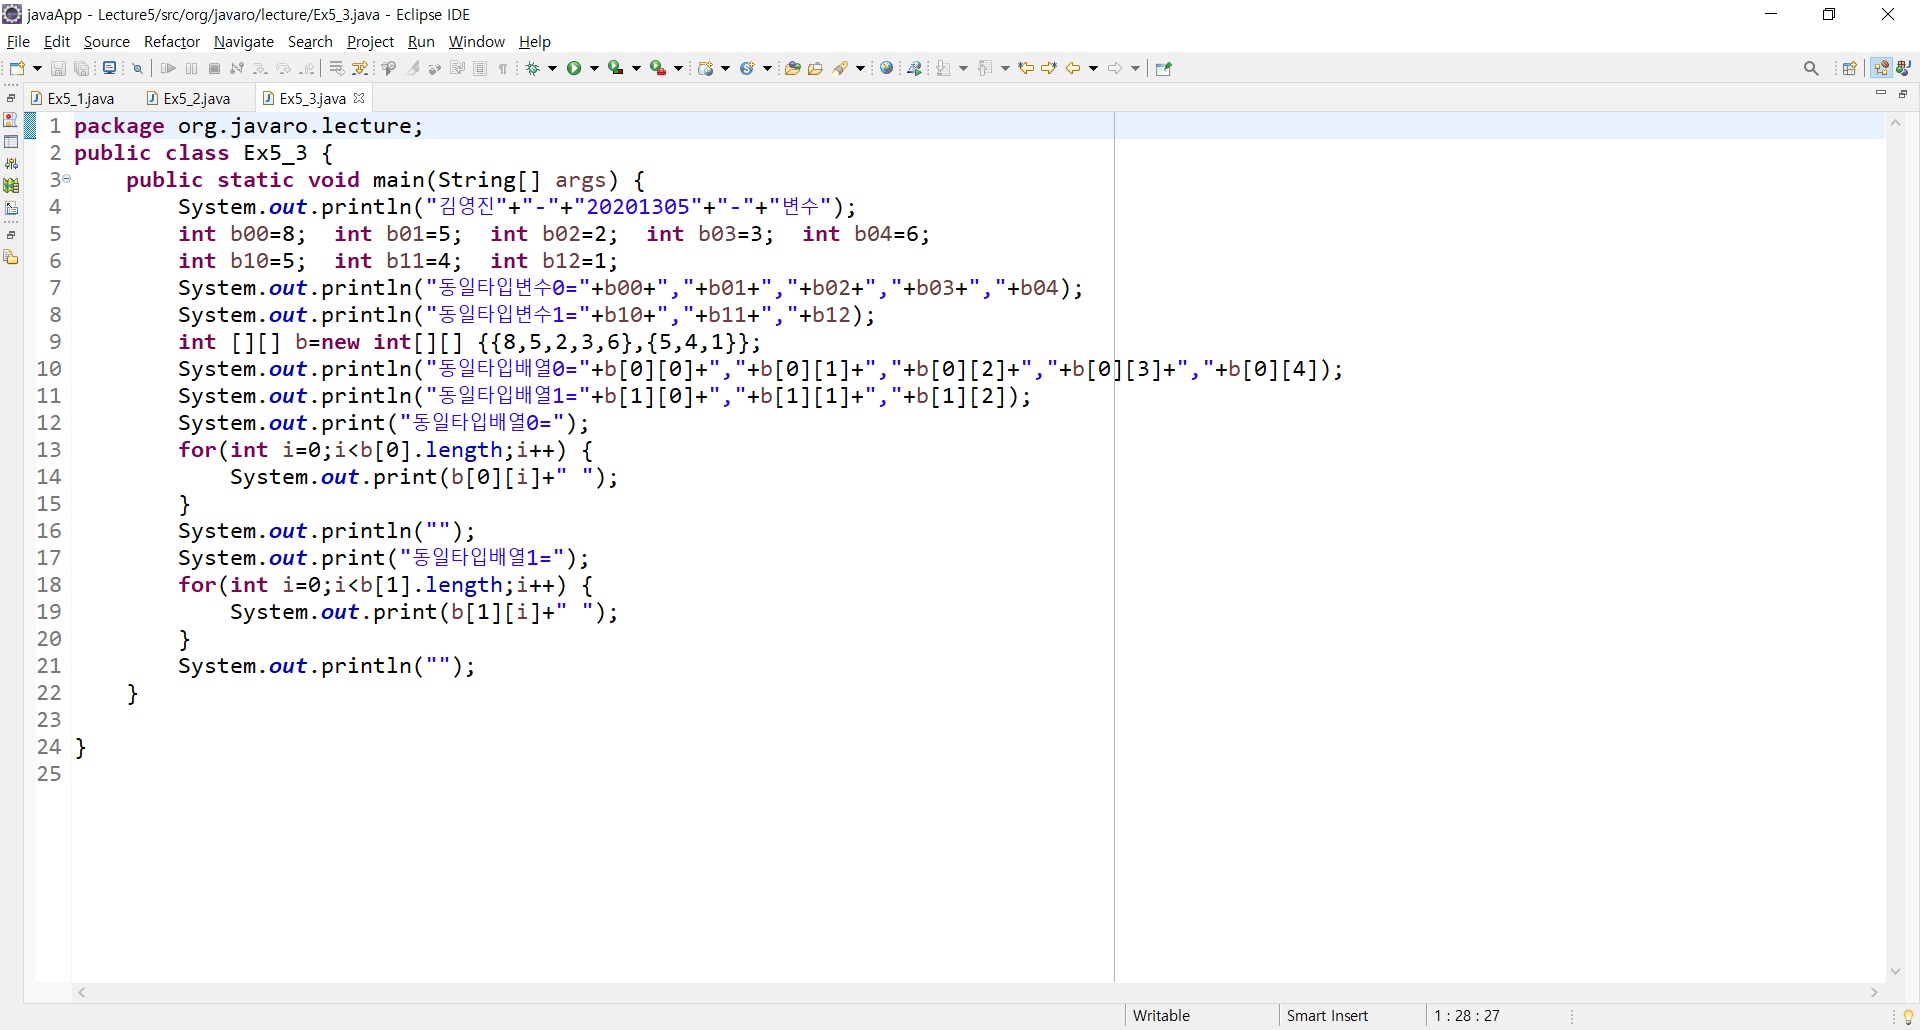 javaApp - Lecture5/src/org/javaro/lecture/Ex5_3.java - Eclipse IDE
File Edit Source Refactor Navigate Search Project Run Window Help
Ex5_1.java Ex5_2.java Ex5_3.java
1 package org.javaro.lecture;
2 public class Ex5_3 {
3 public static void main(String[] args) {
4 System.out.println("김영진"+"-"+"20201305"+"-"+"변수");
5 int b00=8; int b01=5; int b02=2; int b03=3; int b04=6;
6 int b10=5; int b11=4; int b12=1;
7 System.out.println("동일타입변수0="+b00+","+b01+","+b02+","+b03+","+b04);
8 System.out.println("동일타입변수1="+b10+","+b11+","+b12);
9 int [][] b=new int[][] {{8,5,2,3,6},{5,4,1}};
10 System.out.println("동일타입배열0="+b[0][0]+","+b[0][1]+","+b[0][2]+","+b[0][3]+","+b[0][4]);
11 System.out.println("동일타입배열1="+b[1][0]+","+b[1][1]+","+b[1][2]);
12 System.out.print("동일타입배열0=");
13 for(int i=0;i<b[0].length;i++) {
14 System.out.print(b[0][i]+" ");
15 }
16 System.out.println("");
17 System.out.print("동일타입배열1=");
18 for(int i=0;i<b[1].length;i++) {
19 System.out.print(b[1][i]+" ");
20 }
21 System.out.println("");
22 }
23
24 }
25
Writable Smart Insert 1 : 28 : 27